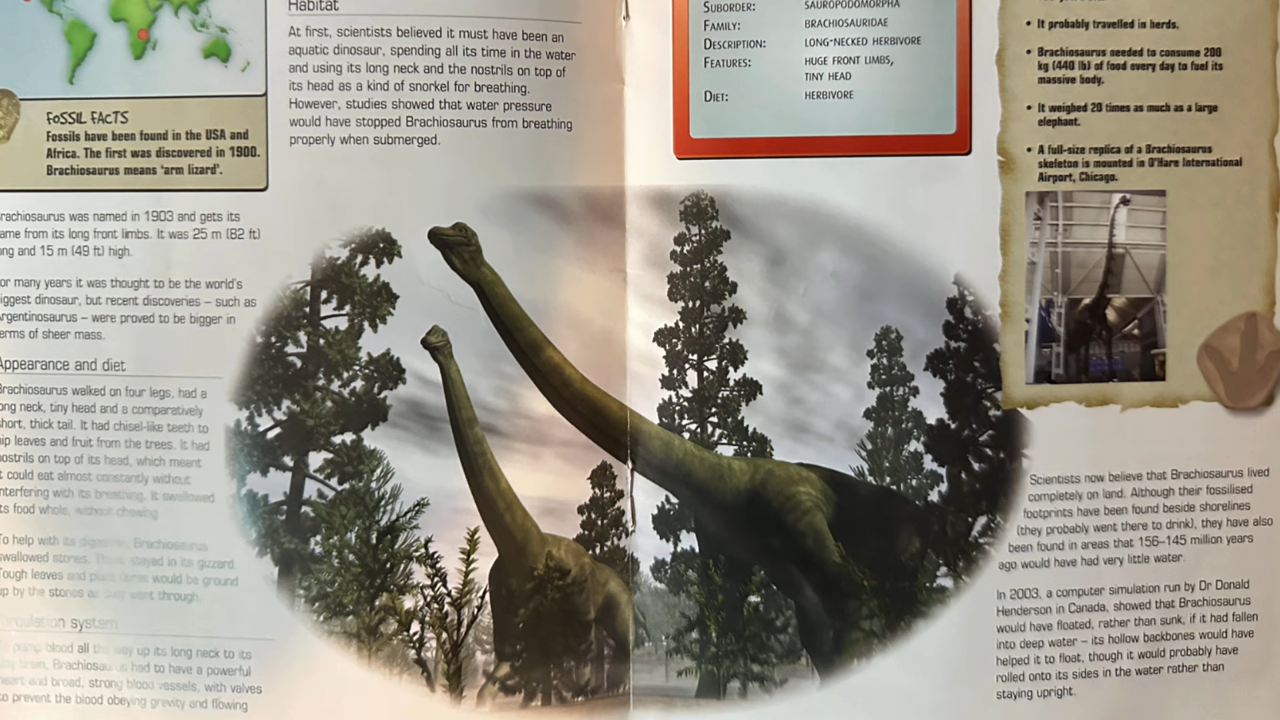 FOSSIL FACTS
Fossils have been found in the USA and
Africa. The first was discovered in 1900.
Brachiosaurus means 'arm lizard'.
rachiosaurus was named in 1903 and gets its
ame from its long front limbs. It was 25 m (82 ft)
ong and 15 m (49 ft) high.
or many years it was thought to be the world's
iggest dinosaur, but recent discoveries – such as
rgentinosaurus – were proved to be bigger in
erms of sheer mass.
Appearance and diet
Brachiosaurus walked on four legs, had a
ong neck, tiny head and a comparatively
hort, thick tail. It had chisel-like teeth to
ip leaves and fruit from the trees. It had
ostrils on top of its head, which meant
t could eat almost constantly without
nterfering with its breathing. It swallowed
ts food whole, without chewing
To help with its digestion, Brachiosaurus
swallowed stones. These stayed in its gizzard.
Tough leaves and plant fibres would be ground
up by the stones as they went through.
culation system
pump blood all the way up its long neck to its
brain, Brachiosaurus had to have a powerful
heart and broad, strong blood vessels, with valves
to prevent the blood obeying gravity and flowing
Habitat
At first, scientists believed it must have been an
aquatic dinosaur, spending all its time in the water
and using its long neck and the nostrils on top of
its head as a kind of snorkel for breathing.
However, studies showed that water pressure
would have stopped Brachiosaurus from breathing
properly when submerged.
SUBORDER: SAUROPODOMORPHA
FAMILY: BRACHIOSAURIDAE
DESCRIPTION: LONG-NECKED HERBIVORE
FEATURES: HUGE FRONT LIMBS,
TINY HEAD
DIET: HERBIVORE
• It probably travelled in herds.
• Brachiosaurus needed to consume 200
kg (440 lb) of food every day to fuel its
massive body.
• It weighed 20 times as much as a large
elephant.
• A full-size replica of a Brachiosaurus
skeleton is mounted in O'Hare International
Airport, Chicago.
Scientists now believe that Brachiosaurus lived
completely on land. Although their fossilised
footprints have been found beside shorelines
(they probably went there to drink), they have also
been found in areas that 156–145 million years
ago would have had very little water.
In 2003, a computer simulation run by Dr Donald
Henderson in Canada, showed that Brachiosaurus
would have floated, rather than sunk, if it had fallen
into deep water – its hollow backbones would have
helped it to float, though it would probably have
rolled onto its sides in the water rather than
staying upright.